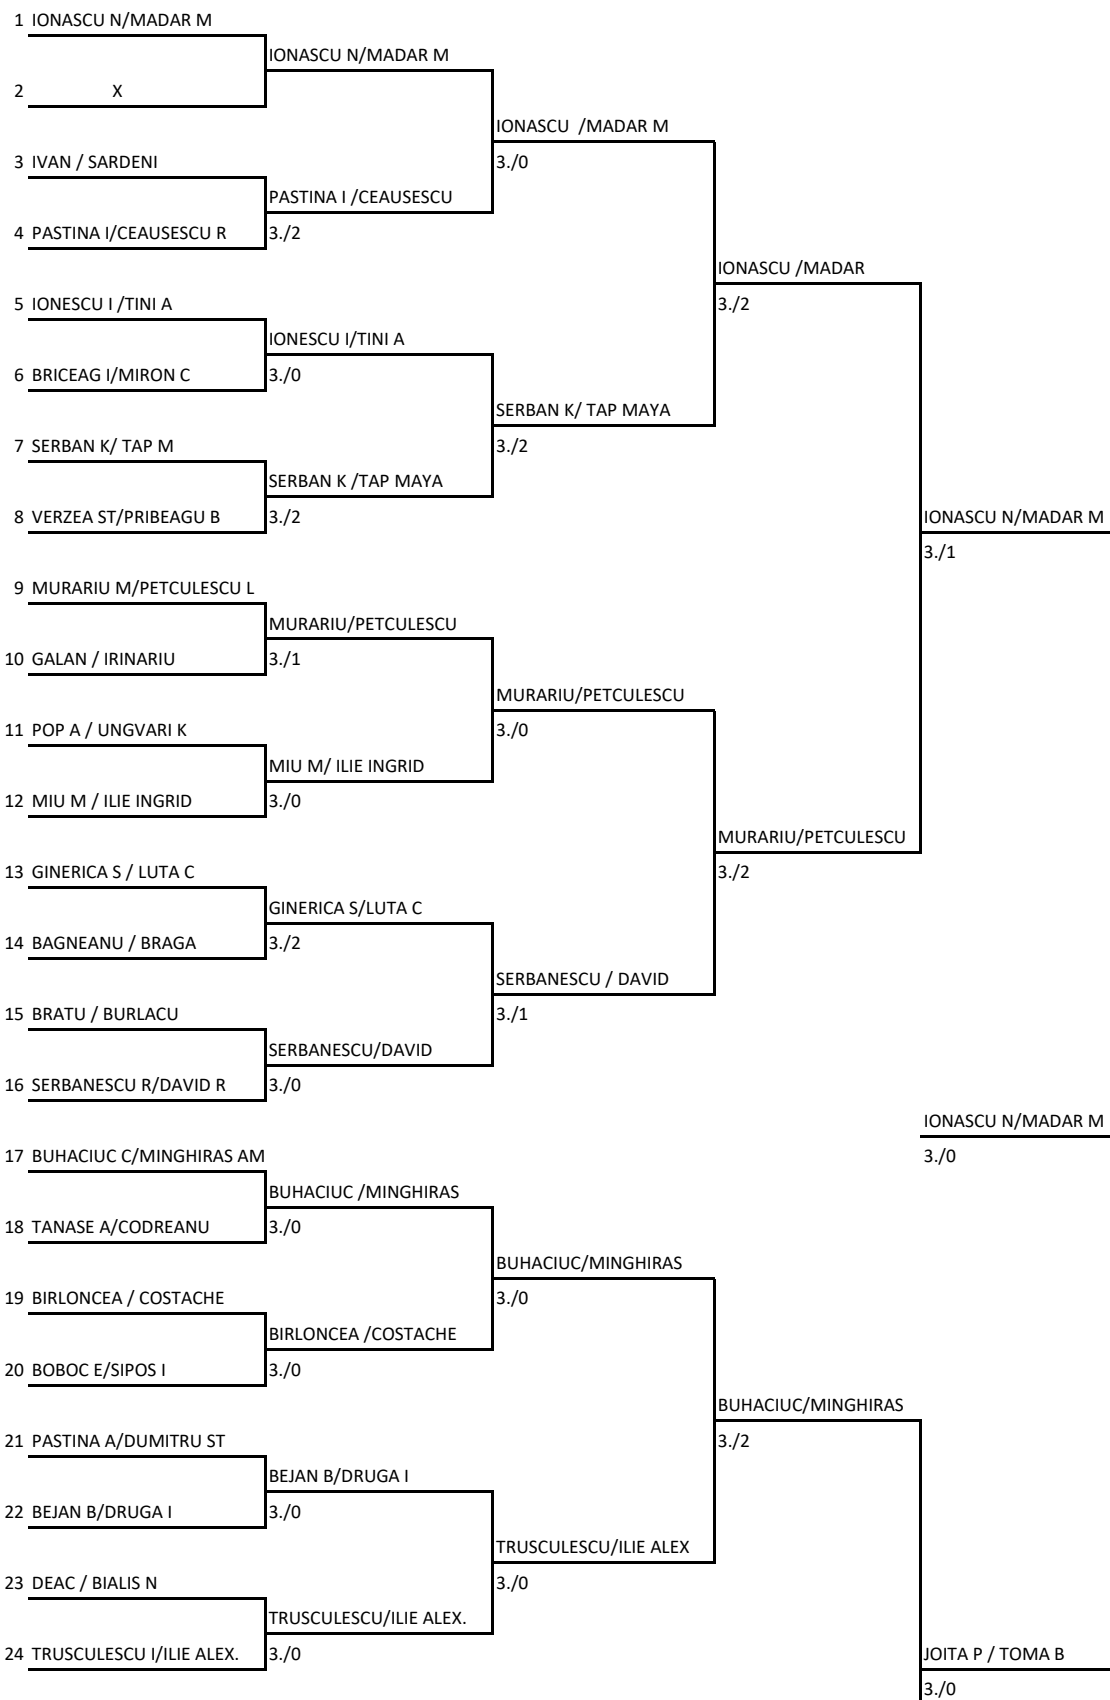 1 IONASCU N/MADAR M
IONASCU N/MADAR M
2 X
IONASCU /MADAR M
3 IVAN / SARDENI
3./0
PASTINA I /CEAUSESCU
4 PASTINA I/CEAUSESCU R
3./2
IONASCU /MADAR
5 IONESCU I /TINI A
3./2
IONESCU I/TINI A
6 BRICEAG I/MIRON C
3./0
SERBAN K/ TAP MAYA
7 SERBAN K/ TAP M
3./2
SERBAN K /TAP MAYA
8 VERZEA ST/PRIBEAGU B
3./2
IONASCU N/MADAR M
3./1
9 MURARIU M/PETCULESCU L
MURARIU/PETCULESCU
10 GALAN / IRINARIU
3./1
MURARIU/PETCULESCU
11 POP A / UNGVARI K
3./0
MIU M/ ILIE INGRID
12 MIU M / ILIE INGRID
3./0
MURARIU/PETCULESCU
13 GINERICA S / LUTA C
3./2
GINERICA S/LUTA C
14 BAGNEANU / BRAGA
3./2
SERBANESCU / DAVID
15 BRATU / BURLACU
3./1
SERBANESCU/DAVID
16 SERBANESCU R/DAVID R
3./0
IONASCU N/MADAR M
17 BUHACIUC C/MINGHIRAS AM
3./0
BUHACIUC /MINGHIRAS
18 TANASE A/CODREANU
3./0
BUHACIUC/MINGHIRAS
19 BIRLONCEA / COSTACHE
3./0
BIRLONCEA /COSTACHE
20 BOBOC E/SIPOS I
3./0
BUHACIUC/MINGHIRAS
21 PASTINA A/DUMITRU ST
3./2
BEJAN B/DRUGA I
22 BEJAN B/DRUGA I
3./0
TRUSCULESCU/ILIE ALEX
23 DEAC / BIALIS N
3./0
TRUSCULESCU/ILIE ALEX.
24 TRUSCULESCU I/ILIE ALEX.
3./0
JOITA P / TOMA B
3./0